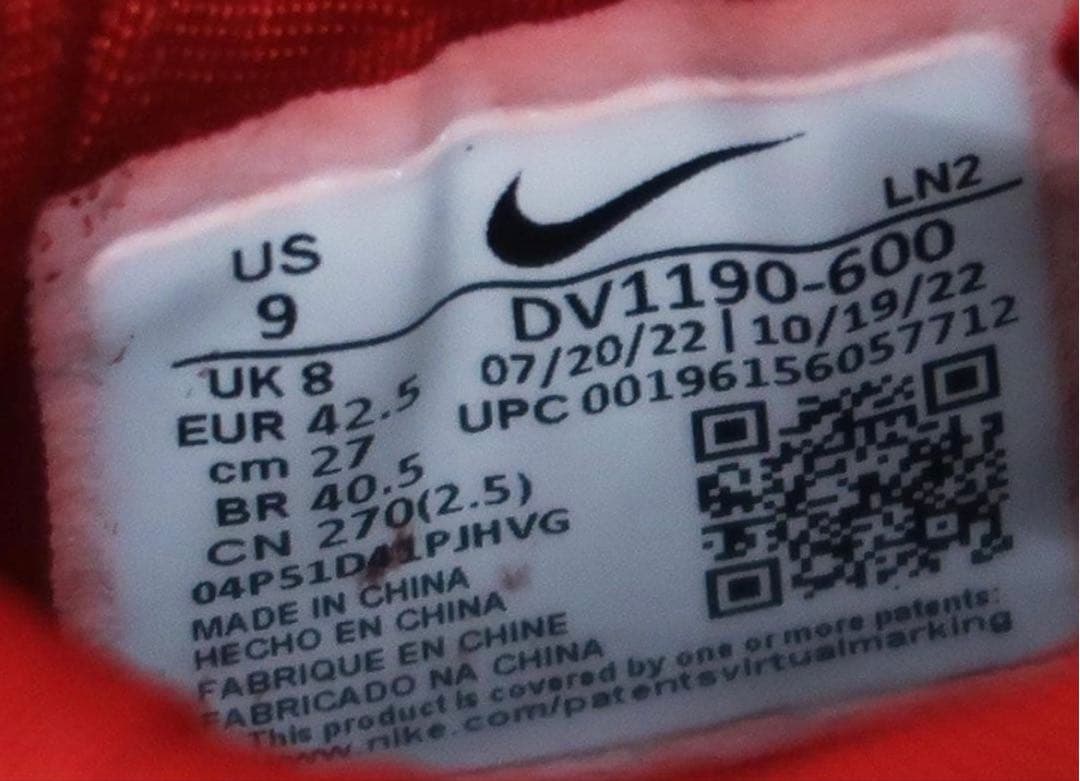 LN2
US
9
DV1190-600
07/20/22 | 10/19/22
UPC 00196156057712
UK 8
EUR 42.5
cm 27
BR 40.5
CN 270(2.5)
04P51D41PJHVG
MADE IN CHINA
HECHO EN CHINA
FABRIQUE EN CHINE
FABRICADO NA CHINA
This product is covered by one or more patents:
www.nike.com/patentsvirtualmarking